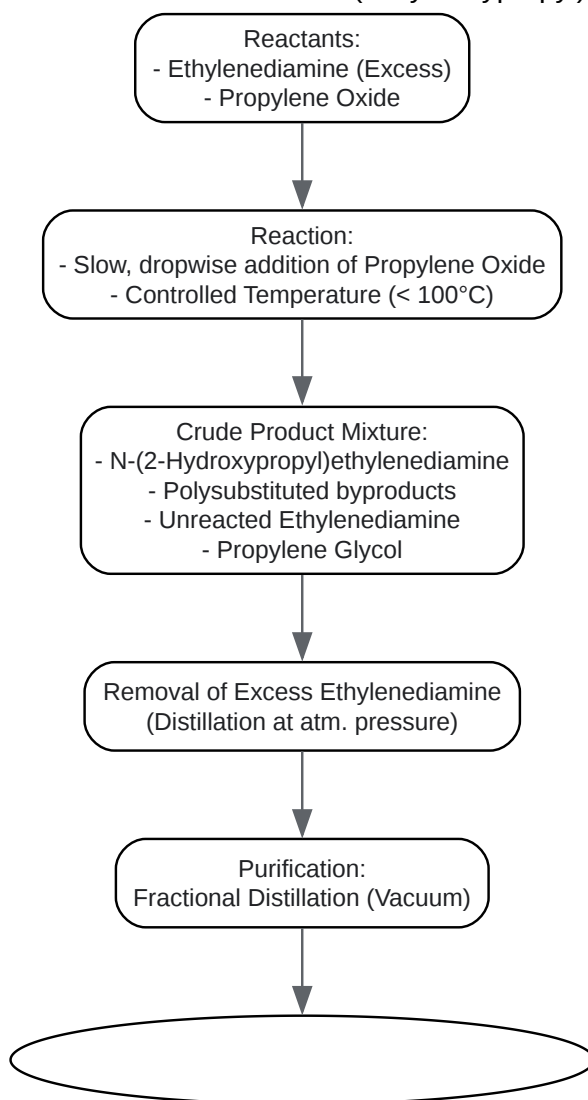 Reactants:
- Ethylenediamine (Excess)
- Propylene Oxide
Reaction:
- Slow, dropwise addition of Propylene Oxide
- Controlled Temperature (< 100°C)
Crude Product Mixture:
- N-(2-Hydroxypropyl)ethylenediamine
- Polysubstituted byproducts
- Unreacted Ethylenediamine
- Propylene Glycol
Removal of Excess Ethylenediamine
(Distillation at atm. pressure)
Purification:
Fractional Distillation (Vacuum)